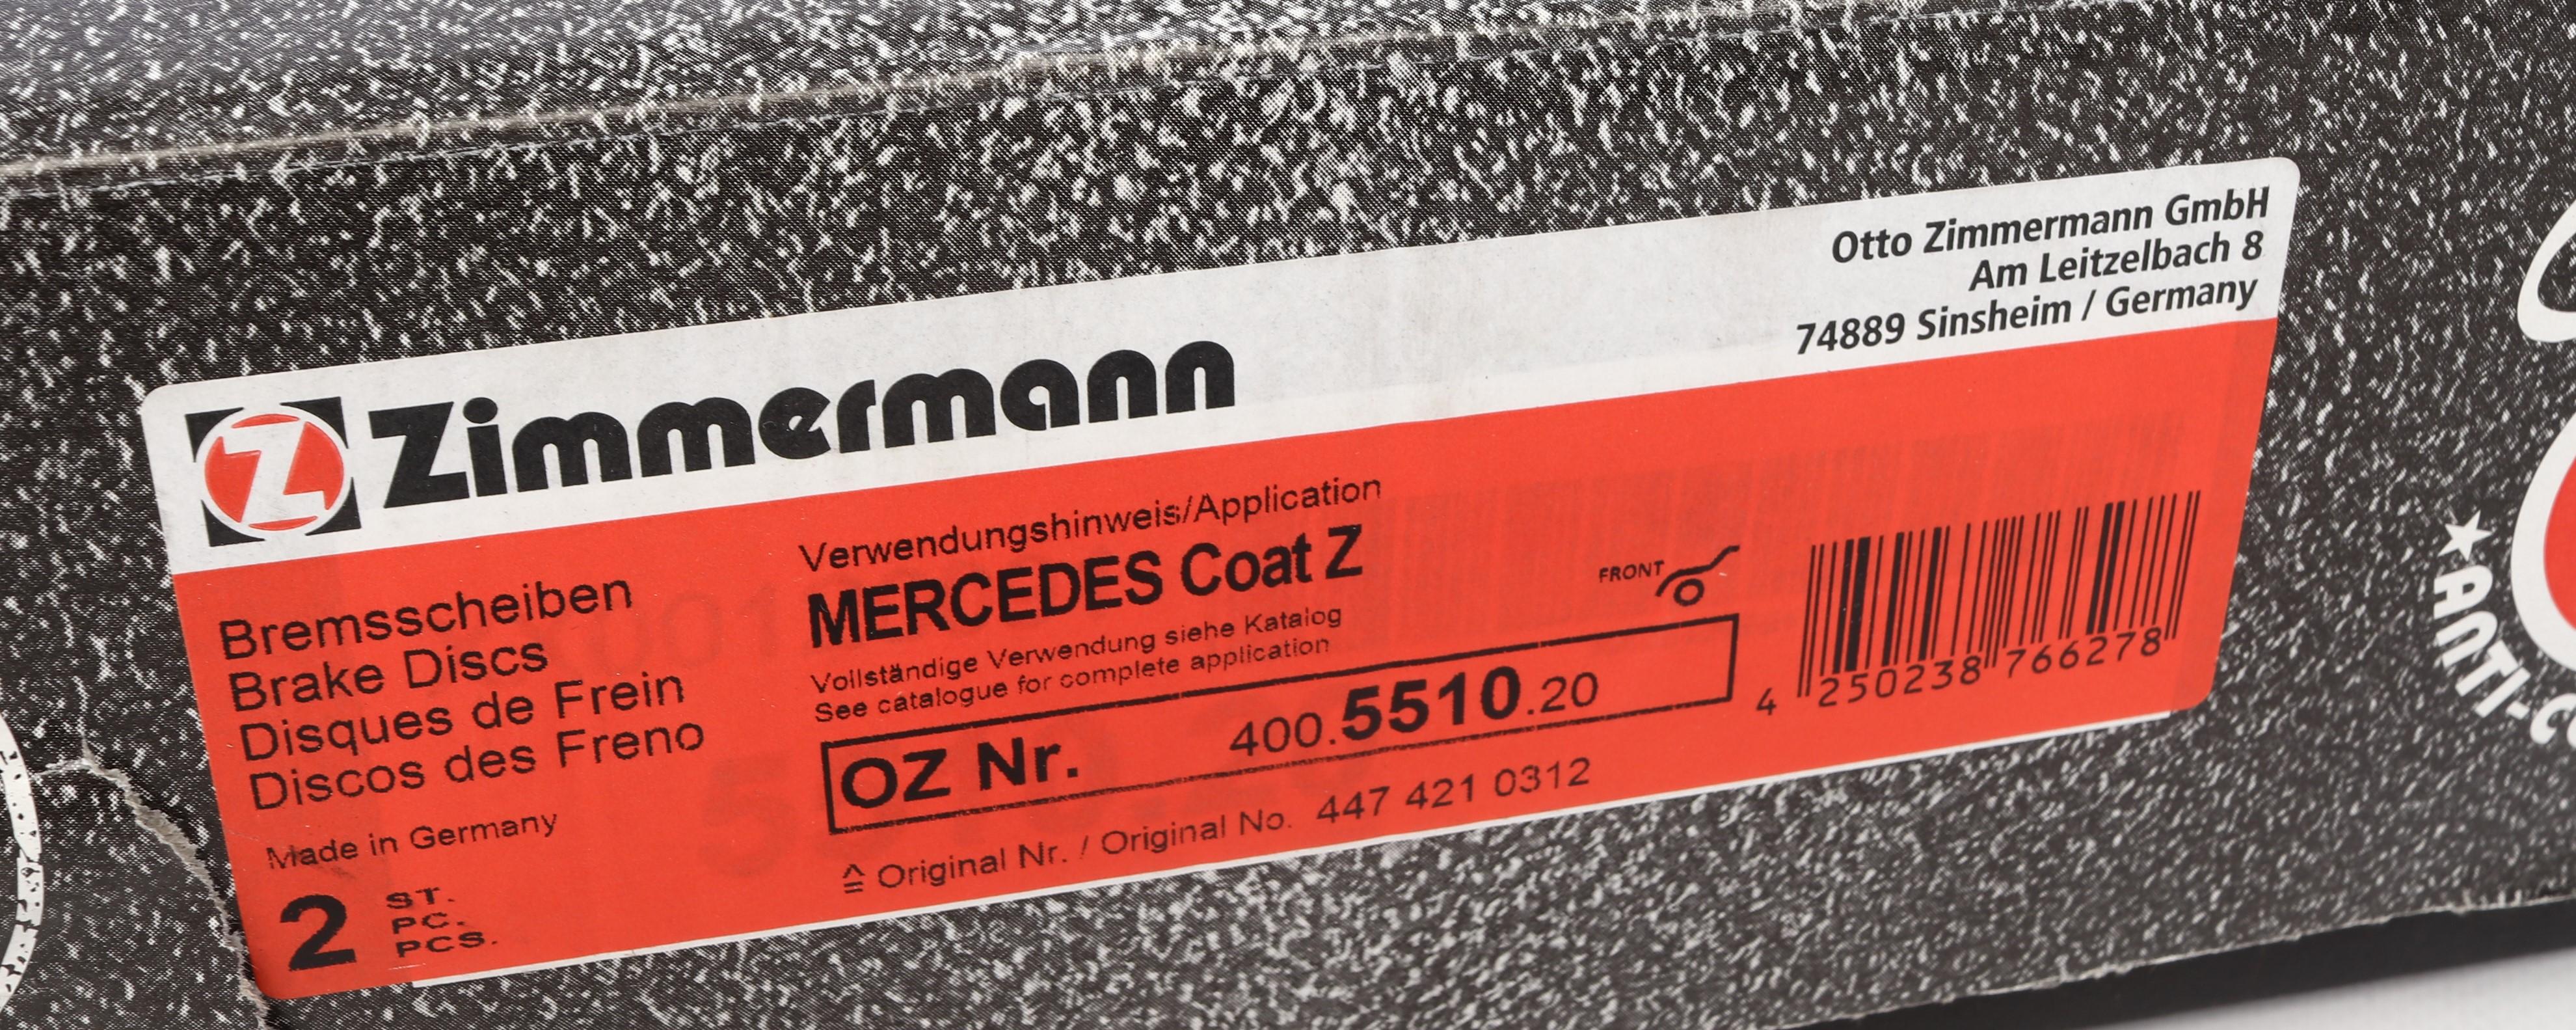 Otto Zimmermann GmbH
Am Leitzelbach 8
74889 Sinsheim / Germany
Z Zimmermann
Bremsscheiben
Brake Discs
Disques de Frein
Discos des Freno
Made in Germany
2 ST.
PC.
PCS.
Verwendungshinweis/Application
MERCEDES Coat Z
Vollständige Verwendung siehe Katalog
See catalogue for complete application
FRONT
OZ Nr. 400.5510.20
≙ Original Nr. / Original No. 447 421 0312
4 250238 766278
★ ANTI-